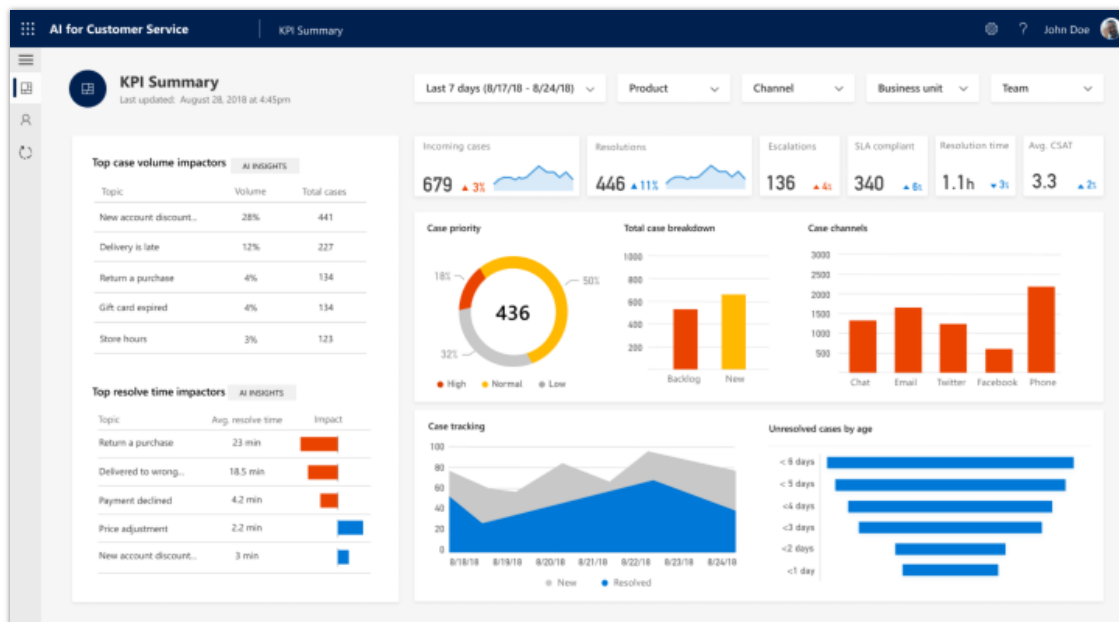 AI for Customer Service
KPI Summary
? John Doe
KPI Summary
Last updated: August 28, 2018 at 4:45pm
Last 7 days (8/17/18 - 8/24/18)
Product
Channel
Business unit
Team
Top case volume impactors AI INSIGHTS
Topic Volume Total cases
New account discount... 28% 441
Delivery is late 12% 227
Return a purchase 4% 134
Gift card expired 4% 134
Store hours 3% 123
Top resolve time impactors AI INSIGHTS
Topic Avg. resolve time Impact
Return a purchase 23 min
Delivered to wrong... 18.5 min
Payment declined 4.2 min
Price adjustment 2.2 min
New account discount... 3 min
Incoming cases
679 ▲ 3%
Resolutions
446 ▲ 11%
Escalations
136 ▲ 4%
SLA compliant
340 ▲ 6%
Resolution time
1.1h ▼ 3%
Avg. CSAT
3.3 ▲ 2%
Case priority
18%
50%
436
32%
High Normal Low
Total case breakdown
1000
800
600
400
200
Backlog New
Case channels
3000
2500
2000
1500
1000
500
Chat Email Twitter Facebook Phone
Case tracking
100
80
60
40
20
0
8/18/18 8/19/18 8/20/18 8/21/18 8/22/18 8/23/18 8/24/18
New Resolved
Unresolved cases by age
< 6 days
< 5 days
<4 days
<3 days
<2 days
<1 day